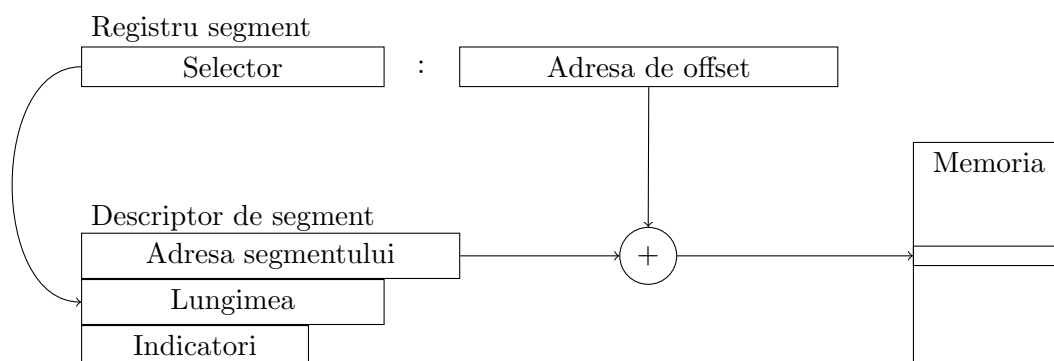 Registru segment
Selector : Adresa de offset
Memoria
Descriptor de segment
Adresa segmentului +
Lungimea
Indicatori